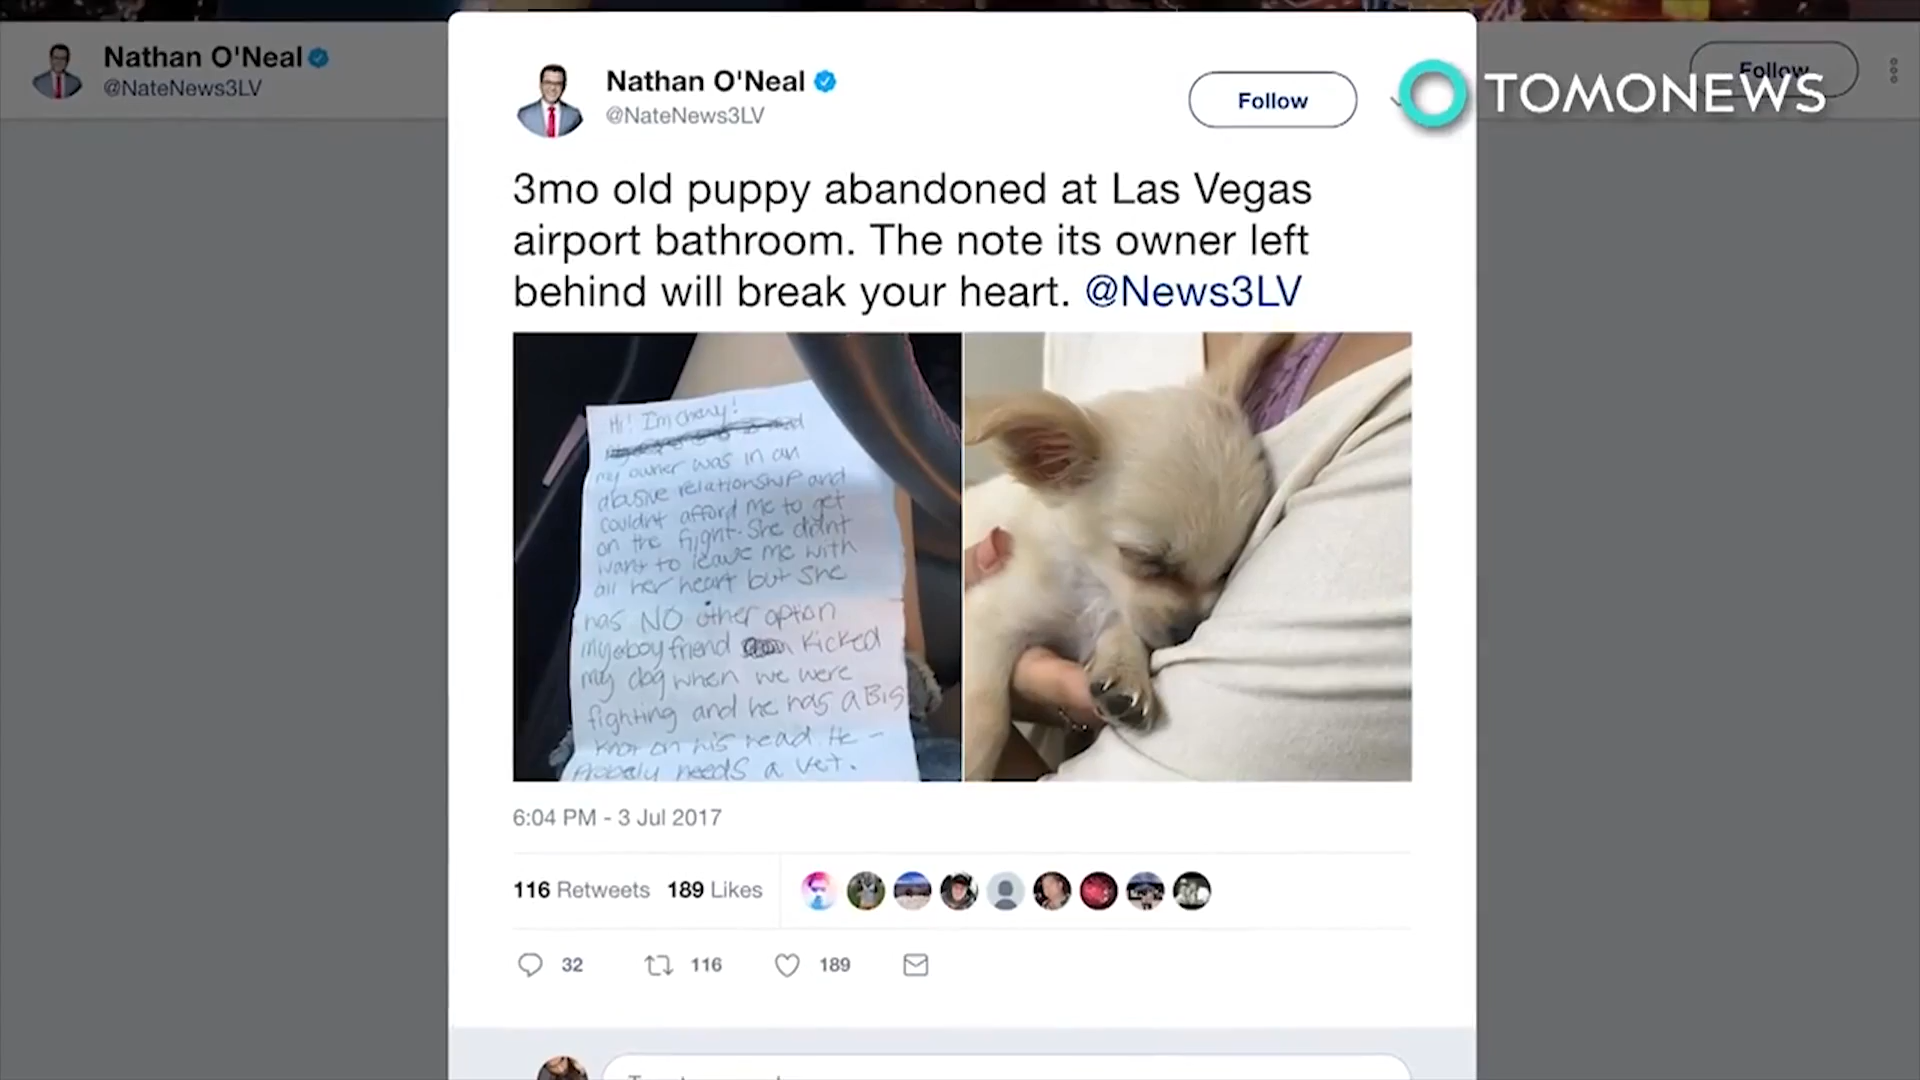 Nathan O'Neal
@NateNews3LV
Follow
TOMONEWS
Nathan O'Neal
@NateNews3LV
Follow
3mo old puppy abandoned at Las Vegas
airport bathroom. The note its owner left
behind will break your heart. @News3LV
Hi! I'm chewy!
my owner was in an
abusive relationship and
couldnt afford me to get
on the flight. She didnt
want to leave me with
all her heart but she
has NO other option
my boyfriend kicked
my dog when we were
fighting and he has a Big
knot on his head. He
Probely needs a vet.
6:04 PM - 3 Jul 2017
116 Retweets 189 Likes
32 116 189